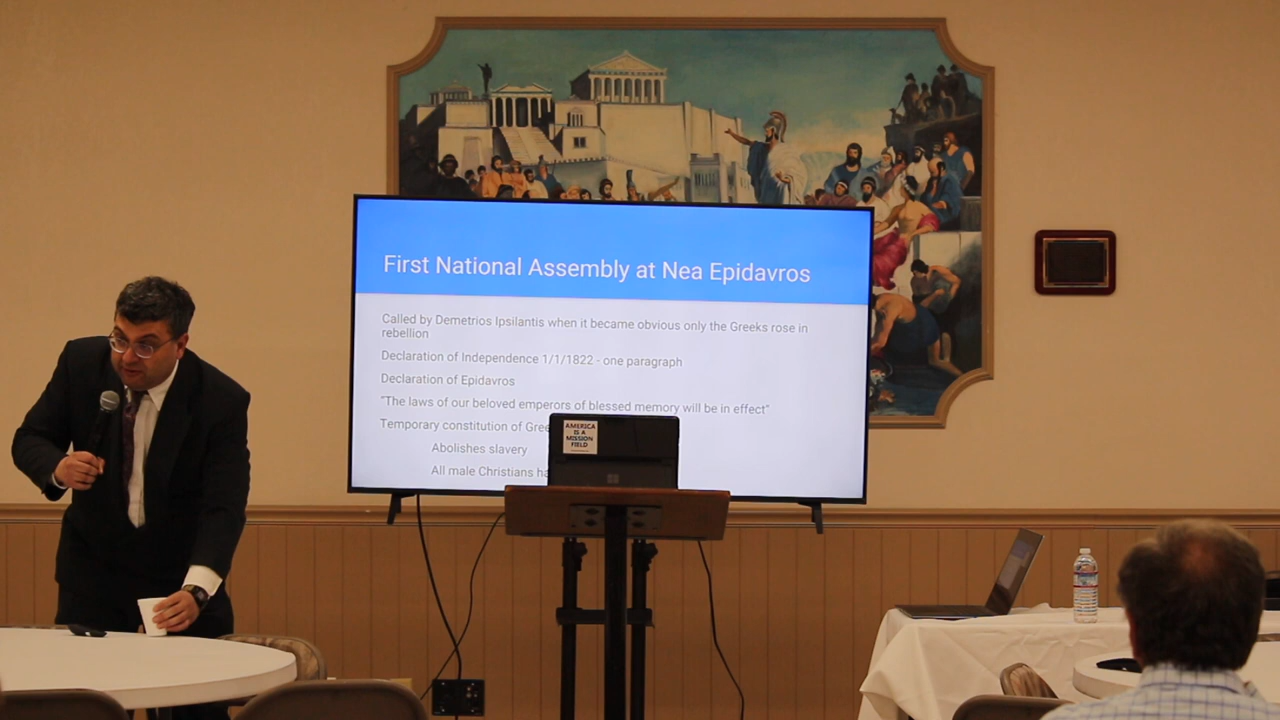 First National Assembly at Nea Epidavros
Called by Demetrios Ipsilantis when it became obvious only the Greeks rose in
rebellion
Declaration of Independence 1/1/1822 - one paragraph
Declaration of Epidavros
"The laws of our beloved emperors of blessed memory will be in effect"
Temporary constitution of Gree
Abolishes slavery
All male Christians ha
AMERICA
IS A
MISSION
FIELD